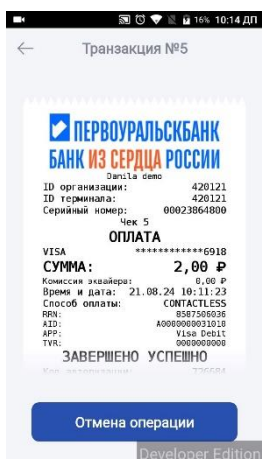 16% 10:14 ДП
Транзакция №5
ПЕРВОУРАЛЬСКБАНК
БАНК ИЗ СЕРДЦА РОССИИ
Danila demo
ID организации: 420121
ID терминала: 420121
Серийный номер: 00023864800
Чек 5
ОПЛАТА
VISA ************6918
СУММА: 2,00 ₽
Комиссия эквайера: 0,00 ₽
Время и дата: 21.08.24 10:11:23
Способ оплаты: CONTACTLESS
RRN: 8587506036
AID: A0000000031010
APP: Visa Debit
TVR: 0000000000
ЗАВЕРШЕНО УСПЕШНО
Код авторизации: 726684
Отмена операции
Developer Edition